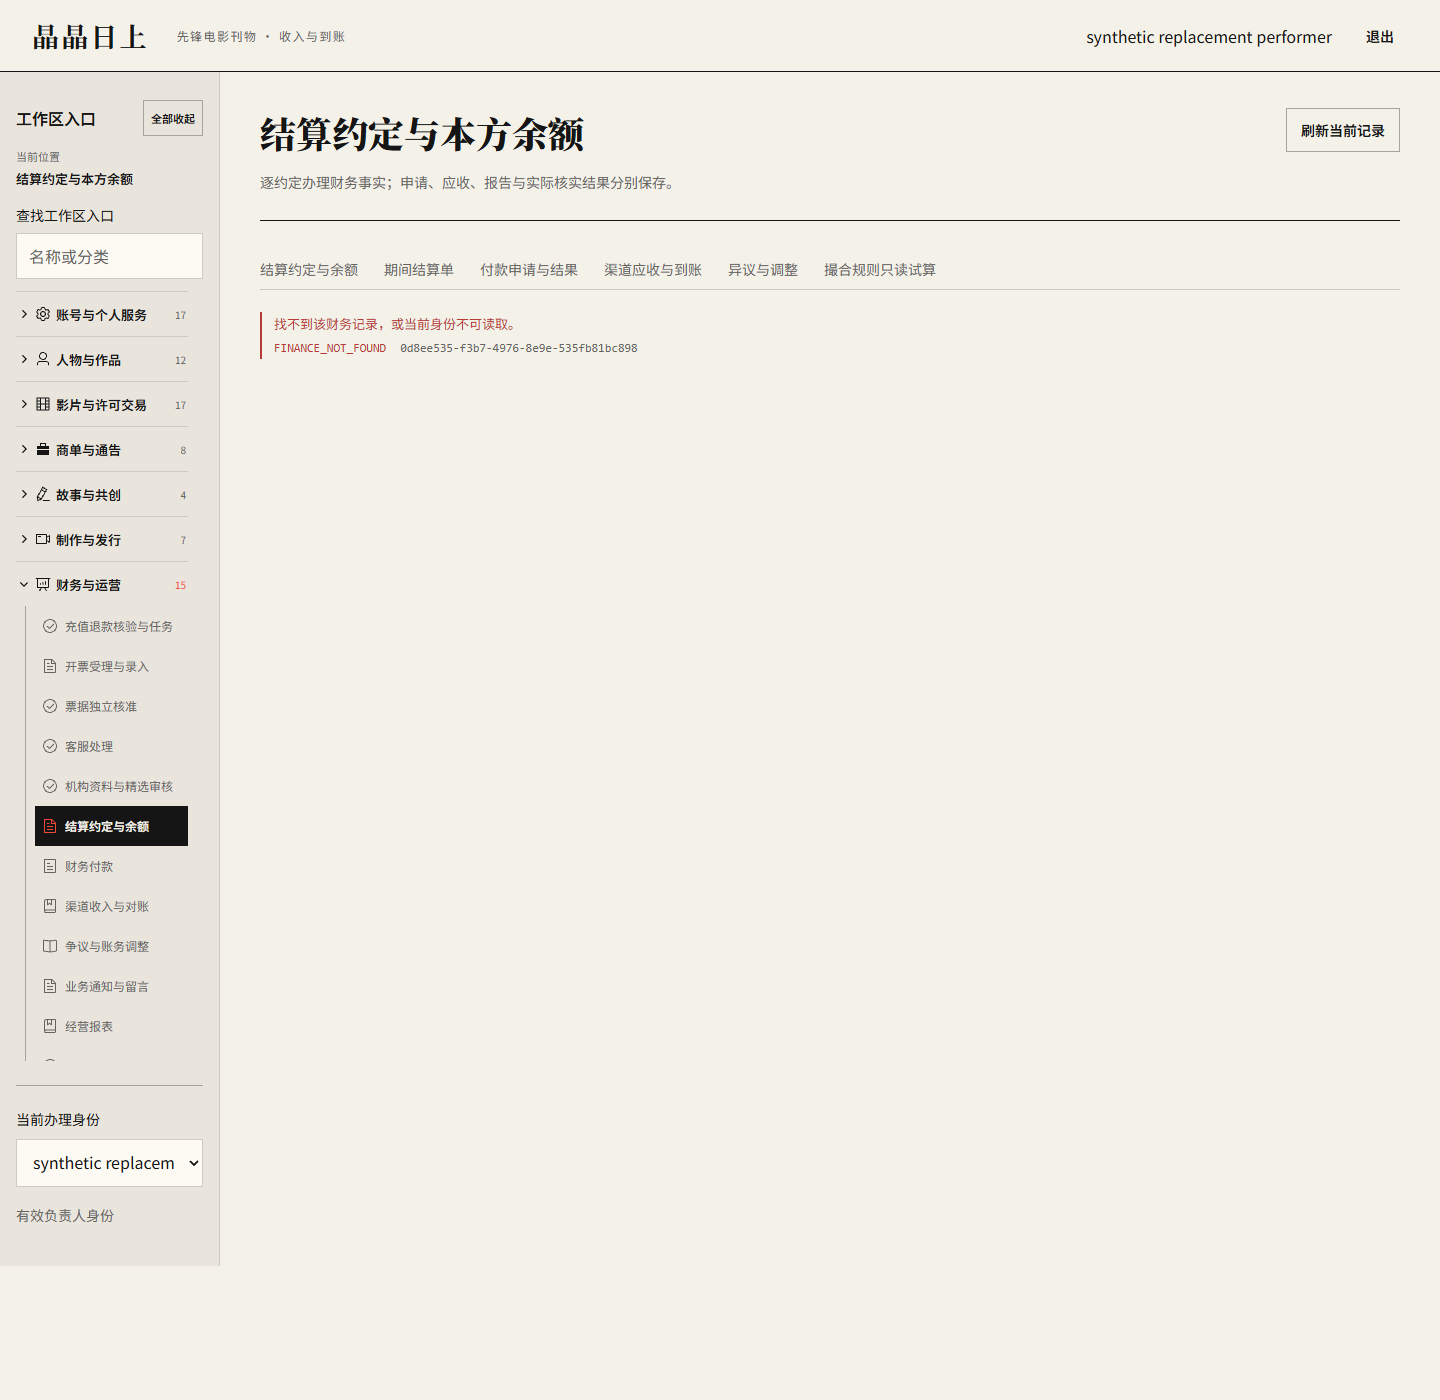 晶晶日上
先锋电影刊物 • 收入与到账
synthetic replacement performer
退出
工作区入口
全部收起
当前位置
结算约定与本方余额
查找工作区入口
名称或分类
账号与个人服务 17
人物与作品 12
影片与许可交易 17
商单与通告 8
故事与共创 4
制作与发行 7
财务与运营 15
充值退款核验与任务
开票受理与录入
票据独立核准
客服处理
机构资料与精选审核
结算约定与余额
财务付款
渠道收入与对账
争议与账务调整
业务通知与留言
经营报表
当前办理身份
synthetic replacem
有效负责人身份
结算约定与本方余额
刷新当前记录
逐约定办理财务事实；申请、应收、报告与实际核实结果分别保存。
结算约定与余额 期间结算单 付款申请与结果 渠道应收与到账 异议与调整 撮合规则只读试算
找不到该财务记录，或当前身份不可读取。
FINANCE_NOT_FOUND 0d8ee535-f3b7-4976-8e9e-535fb81bc898